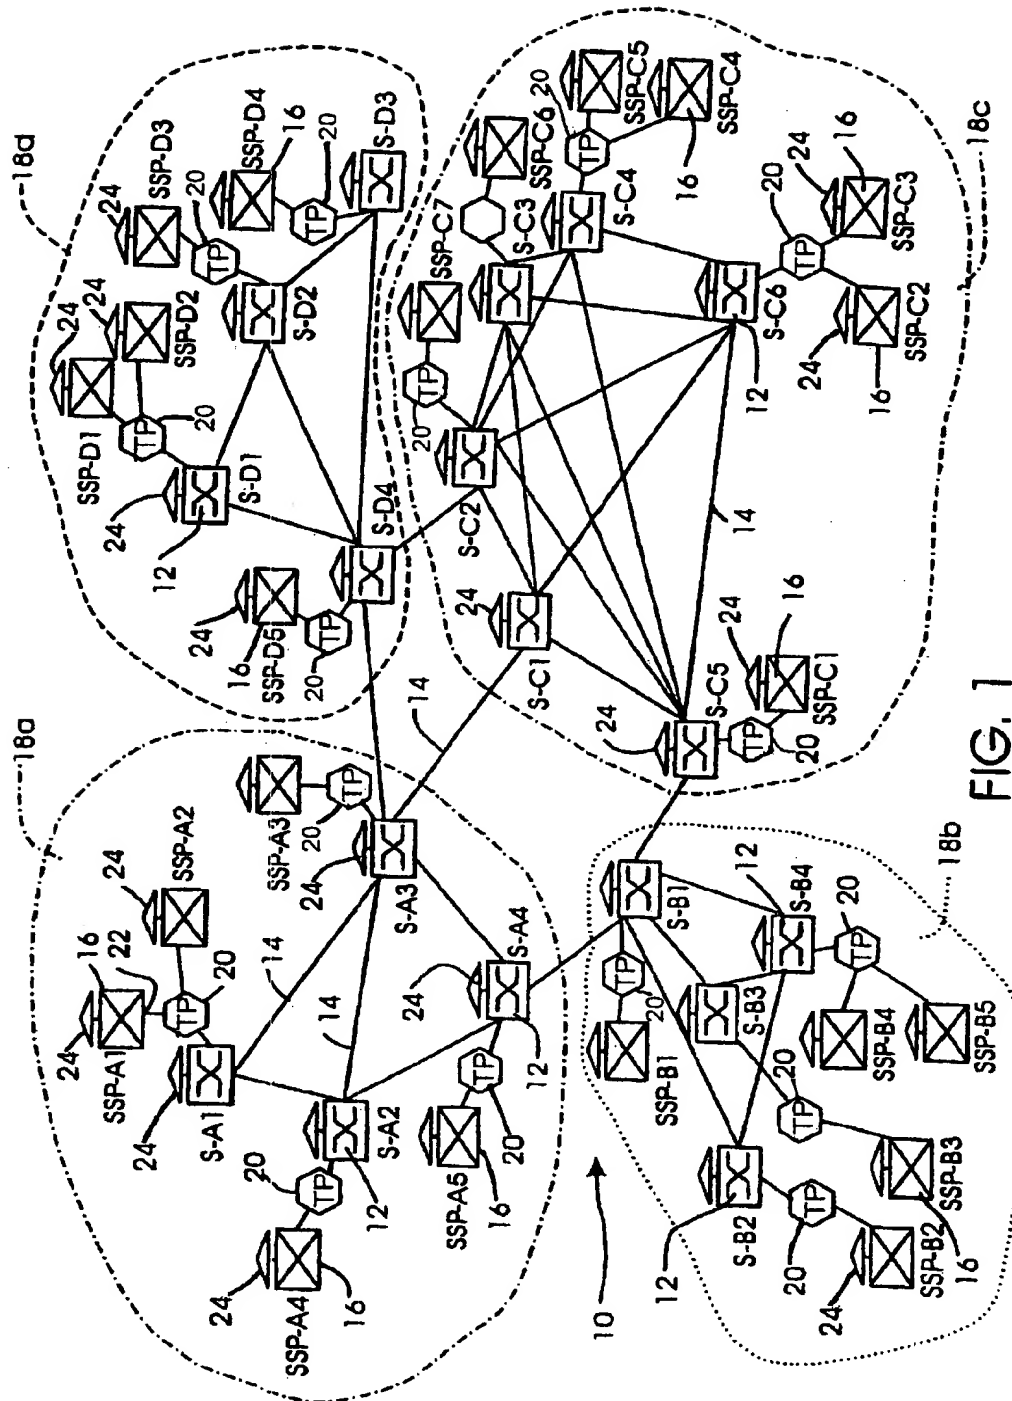 18a
24
SSP-A2
24
16
22
SSP-A1
24
TP
20
S-A1
24
14
SSP-A3
TP
20
24
S-A3
14
S-A2
12
20
TP
24
SSP-A4
16
24
S-A4
12
TP
20
SSP-A5
16
18d
24
SSP-D3
20
TP
SSP-D4
16
20
TP
S-D3
24
24
SSP-D2
SSP-D1
TP
20
S-D2
24
S-D1
12
S-D4
24
16
SSP-D5
TP
20
14
10
S-B1
TP
20
SSP-B1
12
S-B4
20
TP
18b
S-B3
SSP-B4
SSP-B5
20
TP
SSP-B3
16
S-B2
12
TP
20
24
SSP-B2
SSP-C7
TP
20
S-C2
SSP-C6
S-C3
20
TP
SSP-C5
SSP-C4
16
S-C4
24
S-C1
14
S-C6
12
20
TP
24
16
SSP-C3
24
16
SSP-C2
18c
24
S-C5
TP
20
24
16
SSP-C1
FIG. 1